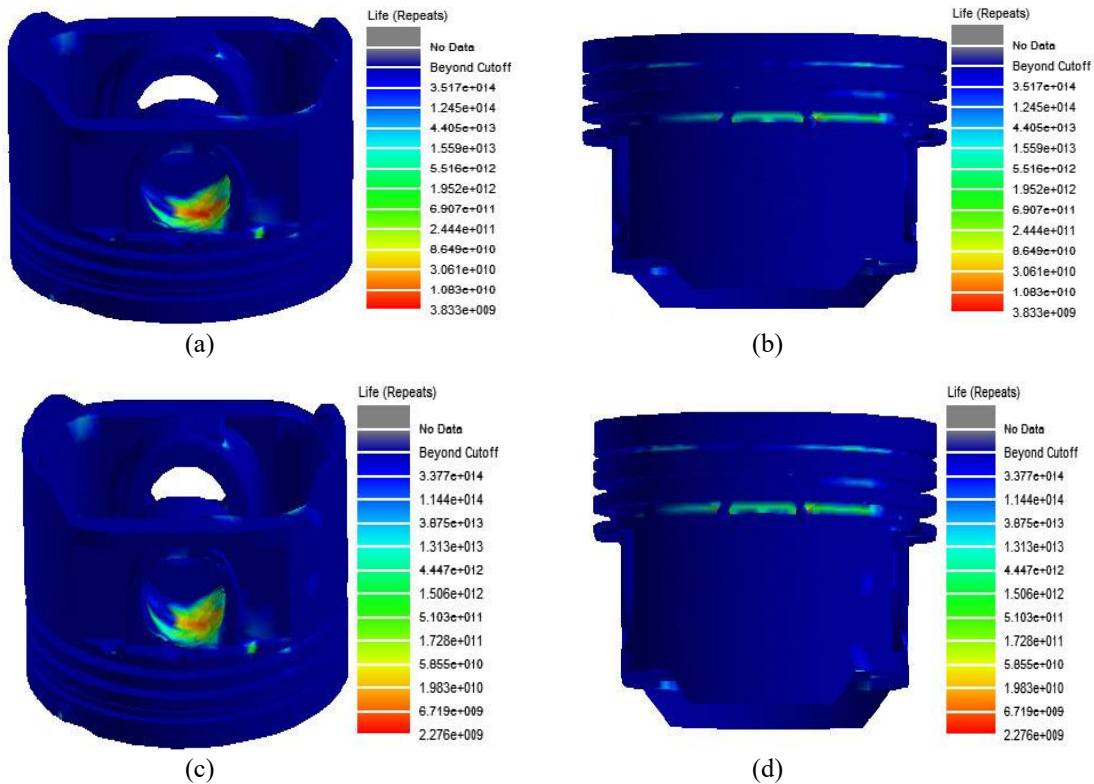 Life (Repeats)
No Data
Beyond Cutoff
3.517e+014
1.245e+014
4.405e+013
1.559e+013
5.516e+012
1.952e+012
6.907e+011
2.444e+011
8.649e+010
3.061e+010
1.083e+010
3.833e+009
(a)
Life (Repeats)
No Data
Beyond Cutoff
3.517e+014
1.245e+014
4.405e+013
1.559e+013
5.516e+012
1.952e+012
6.907e+011
2.444e+011
8.649e+010
3.061e+010
1.083e+010
3.833e+009
(b)
Life (Repeats)
No Data
Beyond Cutoff
3.377e+014
1.144e+014
3.875e+013
1.313e+013
4.447e+012
1.506e+012
5.103e+011
1.728e+011
5.855e+010
1.983e+010
6.719e+009
2.276e+009
(c)
Life (Repeats)
No Data
Beyond Cutoff
3.377e+014
1.144e+014
3.875e+013
1.313e+013
4.447e+012
1.506e+012
5.103e+011
1.728e+011
5.855e+010
1.983e+010
6.719e+009
2.276e+009
(d)